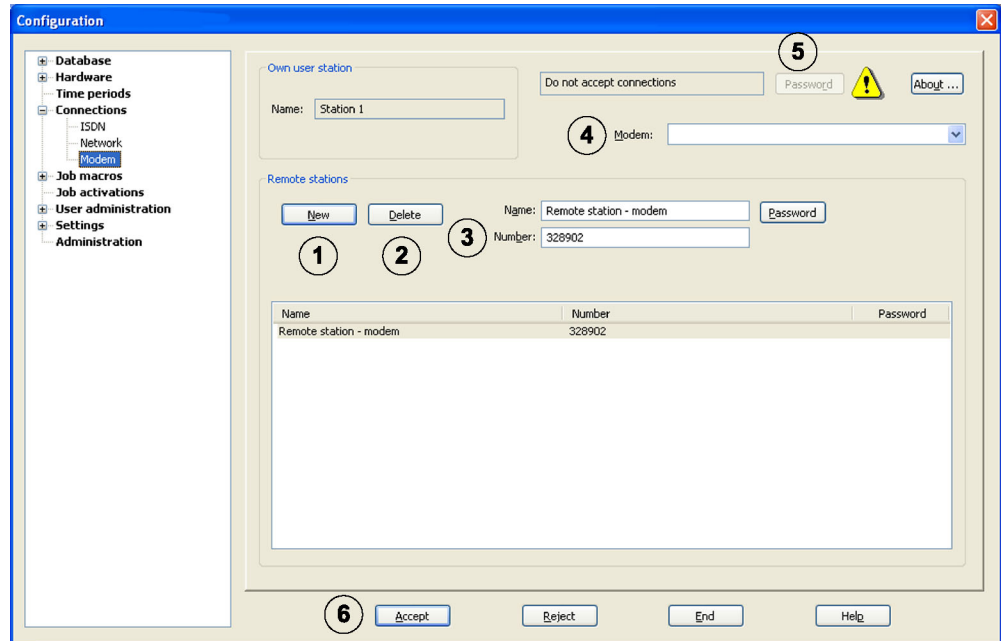 Configuration
Database
Hardware
Time periods
Connections
ISDN
Network
Modem
Job macros
Job activations
User administration
Settings
Administration
Own user station
Name: Station 1
Do not accept connections
5
Password
!
About ...
4
Modem:
Remote stations
New
Delete
Name: Remote station - modem
Password
3
Number: 328902
1
2
Name Number Password
Remote station - modem 328902
6
Accept
Reject
End
Help